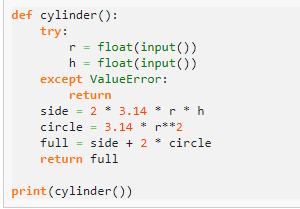 def cylinder():
    try:
        r = float(input())
        h = float(input())
    except ValueError:
        return
    side = 2 * 3.14 * r * h
    circle = 3.14 * r**2
    full = side + 2 * circle
    return full
print(cylinder())